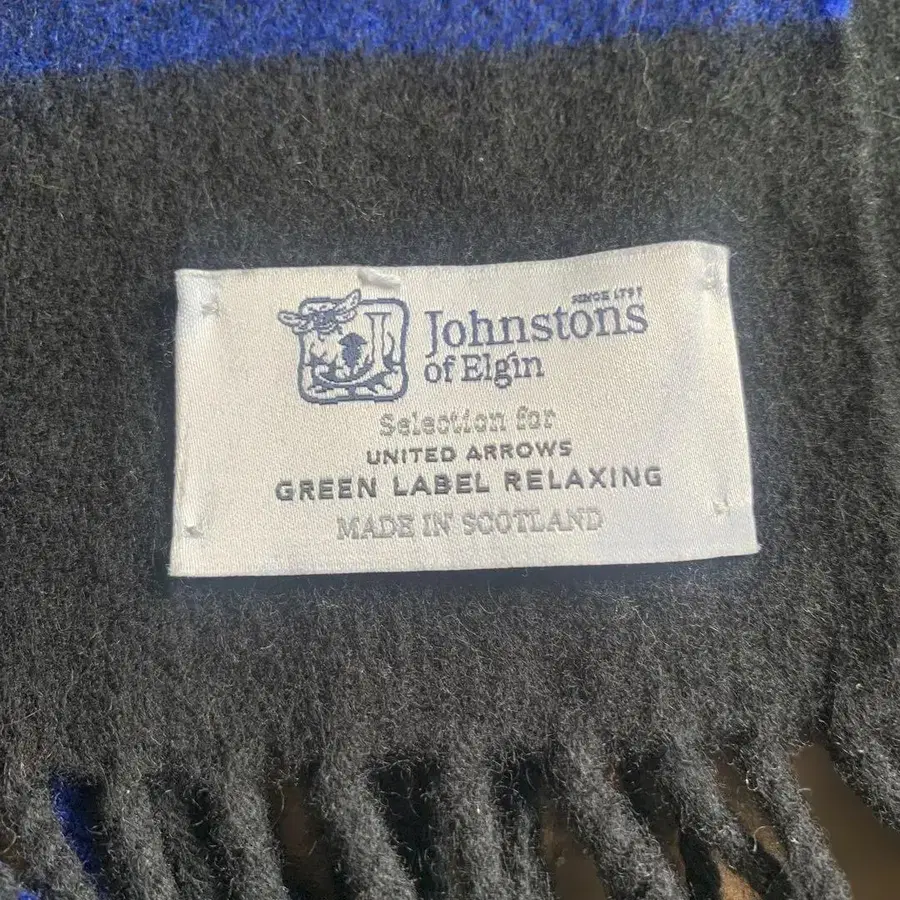 SINCE 1797
Johnstons
of Elgin
Selection for
UNITED ARROWS
GREEN LABEL RELAXING
MADE IN SCOTLAND